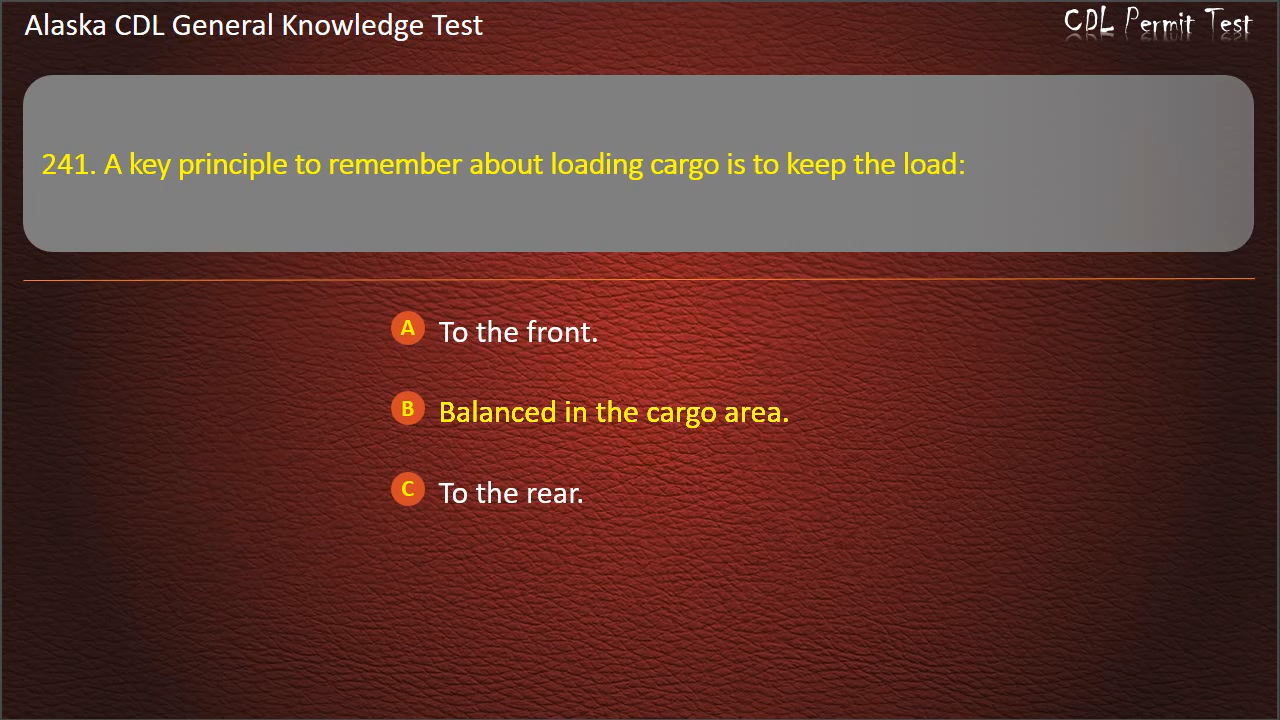 Alaska CDL General Knowledge Test
CDL Permit Test
241. A key principle to remember about loading cargo is to keep the load:
A To the front.
B Balanced in the cargo area.
C To the rear.